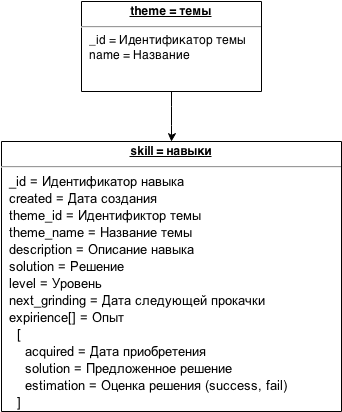 theme = темы
_id = Идентификатор темы
name = Название
skill = навыки
_id = Идентификатор навыка
created = Дата создания
theme_id = Идентификтор темы
theme_name = Название темы
description = Описание навыка
solution = Решение
level = Уровень
next_grinding = Дата следующей прокачки
expirience[] = Опыт
[
acquired = Дата приобретения
solution = Предложенное решение
estimation = Оценка решения (success, fail)
]